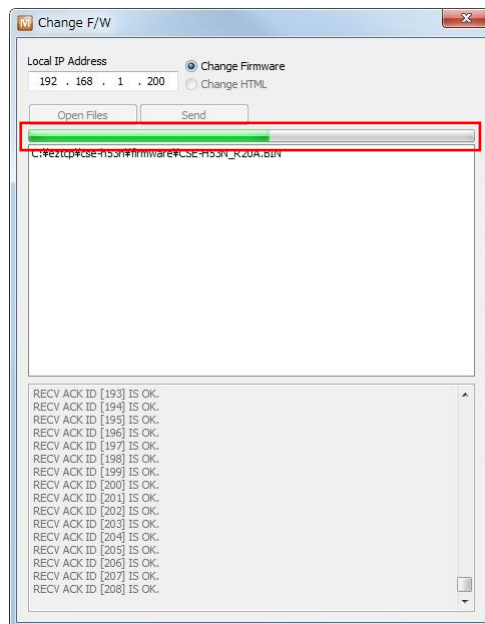 Change F/W
Local IP Address
192 . 168 . 1 . 200
Change Firmware
Change HTML
Open Files
Send
C:¥eztcp¥cse-h53n¥firmware¥CSE-H53N_R20A.BIN
RECV ACK ID [193] IS OK.
RECV ACK ID [194] IS OK.
RECV ACK ID [195] IS OK.
RECV ACK ID [196] IS OK.
RECV ACK ID [197] IS OK.
RECV ACK ID [198] IS OK.
RECV ACK ID [199] IS OK.
RECV ACK ID [200] IS OK.
RECV ACK ID [201] IS OK.
RECV ACK ID [202] IS OK.
RECV ACK ID [203] IS OK.
RECV ACK ID [204] IS OK.
RECV ACK ID [205] IS OK.
RECV ACK ID [206] IS OK.
RECV ACK ID [207] IS OK.
RECV ACK ID [208] IS OK.